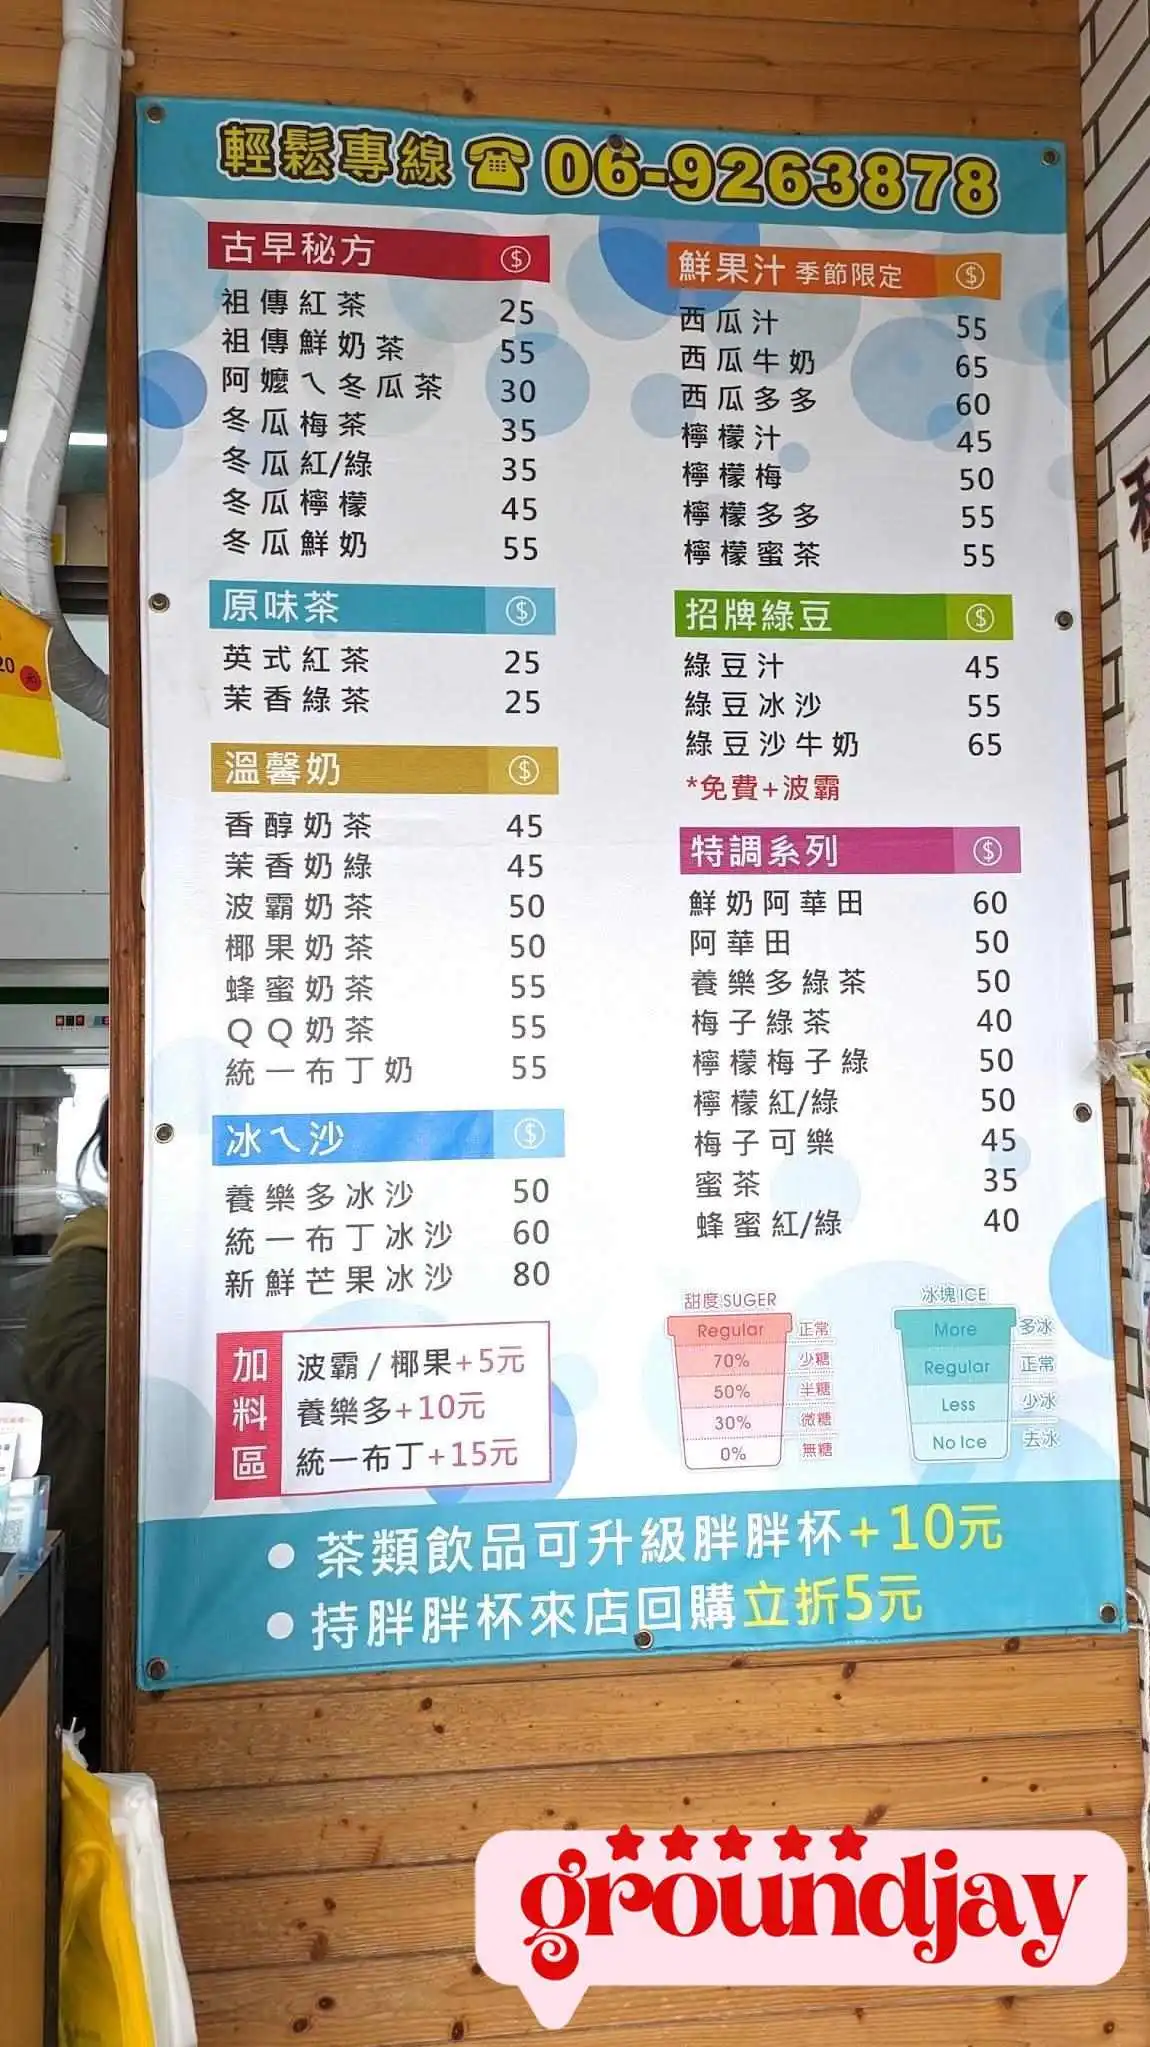 輕鬆專線☎06-9263878
古早秘方 $
祖傳紅茶 25
祖傳鮮奶茶 55
阿嬤ㄟ冬瓜茶 30
冬瓜梅茶 35
冬瓜紅/綠 35
冬瓜檸檬 45
冬瓜鮮奶 55
原味茶 $
英式紅茶 25
茉香綠茶 25
溫馨奶 $
香醇奶茶 45
茉香奶綠 45
波霸奶茶 50
椰果奶茶 50
蜂蜜奶茶 55
QQ奶茶 55
統一布丁奶 55
冰ㄟ沙 $
養樂多冰沙 50
統一布丁冰沙 60
新鮮芒果冰沙 80
加料區
波霸/椰果+5元
養樂多+10元
統一布丁+15元
鮮果汁 季節限定 $
西瓜汁 55
西瓜牛奶 65
西瓜多多 60
檸檬汁 45
檸檬梅 50
檸檬多多 55
檸檬蜜茶 55
招牌綠豆 $
綠豆汁 45
綠豆冰沙 55
綠豆沙牛奶 65
*免費+波霸
特調系列 $
鮮奶阿華田 60
阿華田 50
養樂多綠茶 50
梅子綠茶 40
檸檬梅子綠 50
檸檬紅/綠 50
梅子可樂 45
蜜茶 35
蜂蜜紅/綠 40
甜度SUGER
Regular 正常
70% 少糖
50% 半糖
30% 微糖
0% 無糖
冰塊ICE
More 多冰
Regular 正常
Less 少冰
No Ice 去冰
● 茶類飲品可升級胖胖杯+10元
● 持胖胖杯來店回購立折5元
20元
groundjay